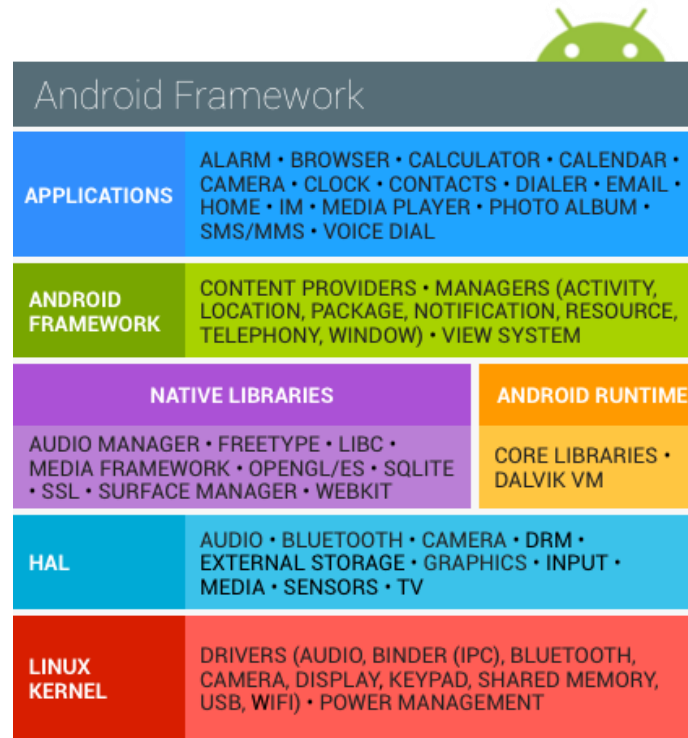 Android Framework
APPLICATIONS
ALARM • BROWSER • CALCULATOR • CALENDAR •
CAMERA • CLOCK • CONTACTS • DIALER • EMAIL •
HOME • IM • MEDIA PLAYER • PHOTO ALBUM •
SMS/MMS • VOICE DIAL
ANDROID
FRAMEWORK
CONTENT PROVIDERS • MANAGERS (ACTIVITY,
LOCATION, PACKAGE, NOTIFICATION, RESOURCE,
TELEPHONY, WINDOW) • VIEW SYSTEM
NATIVE LIBRARIES
AUDIO MANAGER • FREETYPE • LIBC •
MEDIA FRAMEWORK • OPENGL/ES • SQLITE
• SSL • SURFACE MANAGER • WEBKIT
ANDROID RUNTIME
CORE LIBRARIES •
DALVIK VM
HAL
AUDIO • BLUETOOTH • CAMERA • DRM •
EXTERNAL STORAGE • GRAPHICS • INPUT •
MEDIA • SENSORS • TV
LINUX
KERNEL
DRIVERS (AUDIO, BINDER (IPC), BLUETOOTH,
CAMERA, DISPLAY, KEYPAD, SHARED MEMORY,
USB, WIFI) • POWER MANAGEMENT